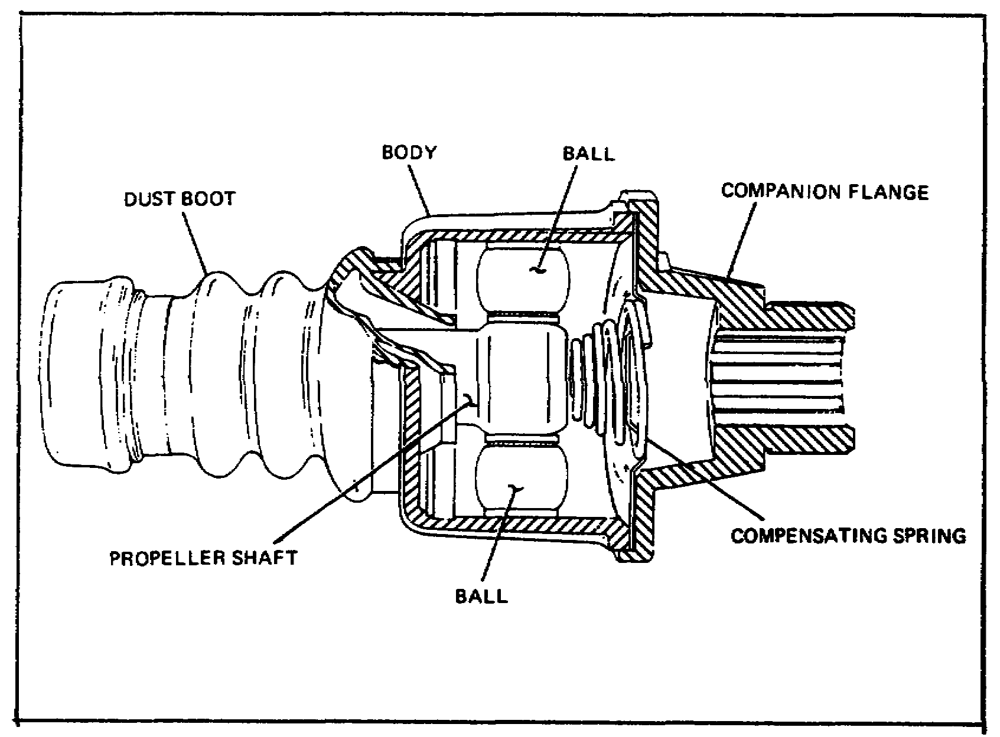 BODY
BALL
DUST BOOT
COMPANION FLANGE
COMPENSATING SPRING
PROPELLER SHAFT
BALL